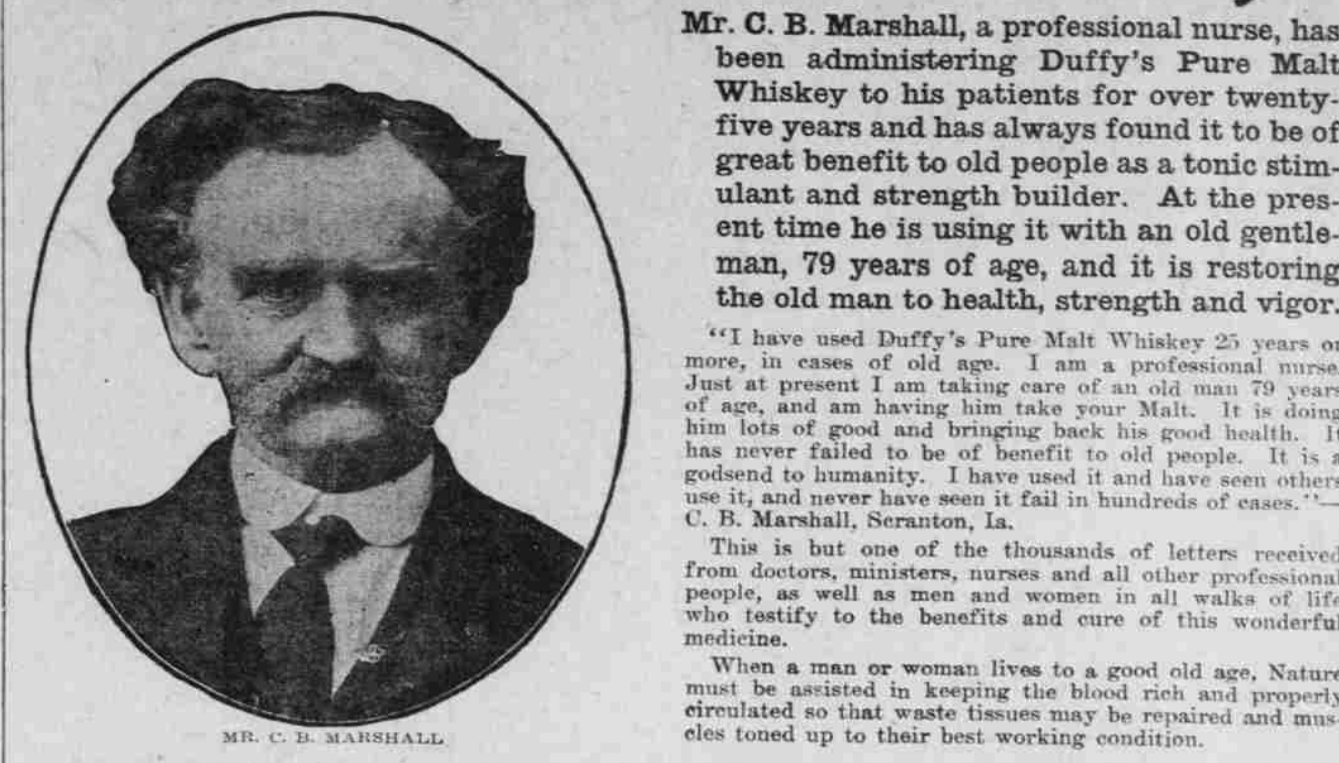 Mr. C. B. Marshall, a professional nurse, has
been administering Duffy's Pure Malt
Whiskey to his patients for over twenty-
five years and has always found it to be of
great benefit to old people as a tonic stim-
ulant and strength builder. At the pres-
ent time he is using it with an old gentle-
man, 79 years of age, and it is restoring
the old man to health, strength and vigor.
"I have used Duffy's Pure Malt Whiskey 25 years or
more, in cases of old age. I am a professional nurse.
Just at present I am taking care of an old man 79 years
of age, and am having him take your Malt. It is doing
him lots of good and bringing back his good health. It
has never failed to be of benefit to old people. It is a
godsend to humanity. I have used it and have seen others
use it, and never have seen it fail in hundreds of cases."—
C. B. Marshall, Scranton, Ia.
This is but one of the thousands of letters received
from doctors, ministers, nurses and all other professional
people, as well as men and women in all walks of life
who testify to the benefits and cure of this wonderful
medicine.
When a man or woman lives to a good old age, Nature
must be assisted in keeping the blood rich and properly
circulated so that waste tissues may be repaired and mus-
cles toned up to their best working condition.
MR. C. B. MARSHALL